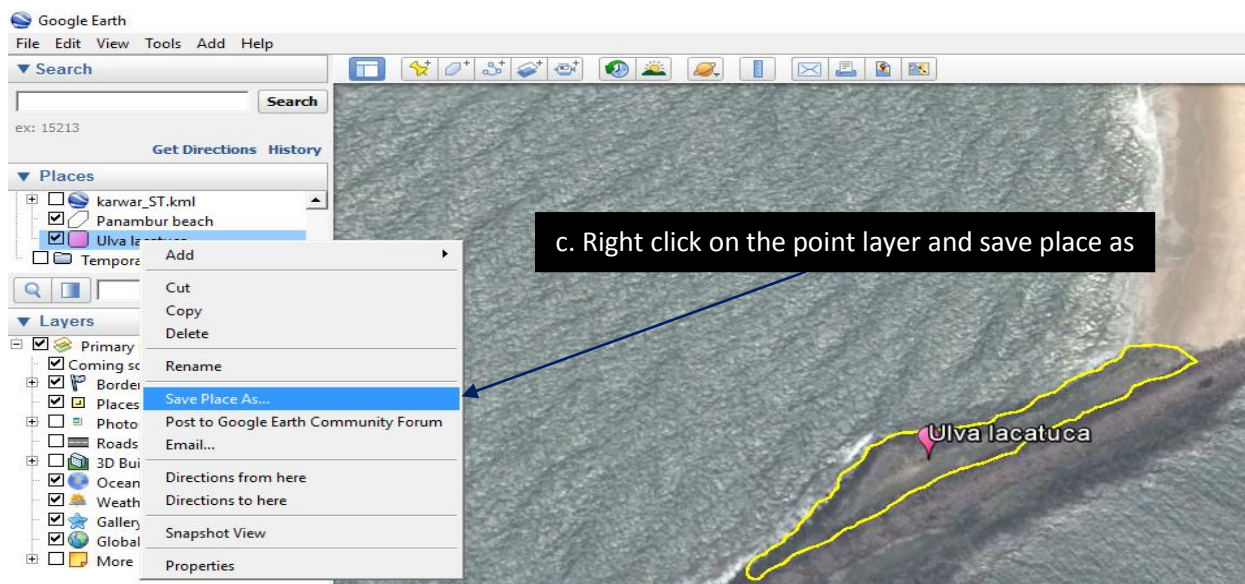 Google Earth
File Edit View Tools Add Help
Search
Search
ex: 15213
Get Directions History
Places
karwar_ST.kml
Panambur beach
Ulva lacatuca
Tempora
Add
Cut
Copy
Delete
Rename
Save Place As...
Post to Google Earth Community Forum
Email...
Directions from here
Directions to here
Snapshot View
Properties
Layers
Primary
Coming so
Border
Places
Photo
Roads
3D Bui
Ocean
Weath
Gallery
Global
More
c. Right click on the point layer and save place as
Ulva lacatuca